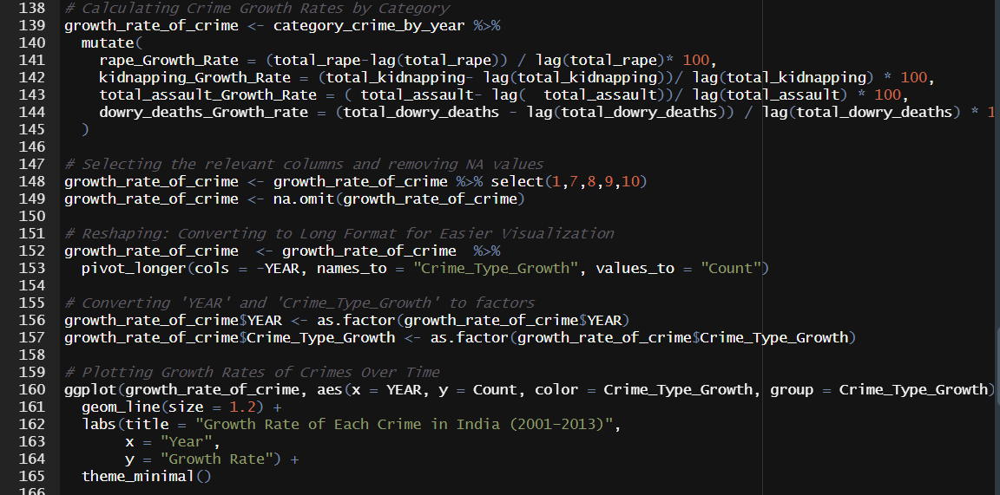 138 # Calculating Crime Growth Rates by Category
139 growth_rate_of_crime <- category_crime_by_year %>%
140   mutate(
141     rape_Growth_Rate = (total_rape-lag(total_rape)) / lag(total_rape)* 100,
142     kidnapping_Growth_Rate = (total_kidnapping- lag(total_kidnapping))/ lag(total_kidnapping) * 100,
143     total_assault_Growth_Rate = ( total_assault- lag(  total_assault))/ lag(total_assault) * 100,
144     dowry_deaths_Growth_rate = (total_dowry_deaths - lag(total_dowry_deaths)) / lag(total_dowry_deaths) * 1
145   )
146
147 # Selecting the relevant columns and removing NA values
148 growth_rate_of_crime <- growth_rate_of_crime %>% select(1,7,8,9,10)
149 growth_rate_of_crime <- na.omit(growth_rate_of_crime)
150
151 # Reshaping: Converting to Long Format for Easier Visualization
152 growth_rate_of_crime  <- growth_rate_of_crime  %>%
153   pivot_longer(cols = -YEAR, names_to = "Crime_Type_Growth", values_to = "Count")
154
155 # Converting 'YEAR' and 'Crime_Type_Growth' to factors
156 growth_rate_of_crime$YEAR <- as.factor(growth_rate_of_crime$YEAR)
157 growth_rate_of_crime$Crime_Type_Growth <- as.factor(growth_rate_of_crime$Crime_Type_Growth)
158
159 # Plotting Growth Rates of Crimes Over Time
160 ggplot(growth_rate_of_crime, aes(x = YEAR, y = Count, color = Crime_Type_Growth, group = Crime_Type_Growth)
161   geom_line(size = 1.2) +
162   labs(title = "Growth Rate of Each Crime in India (2001-2013)",
163        x = "Year",
164        y = "Growth Rate") +
165   theme_minimal()
166